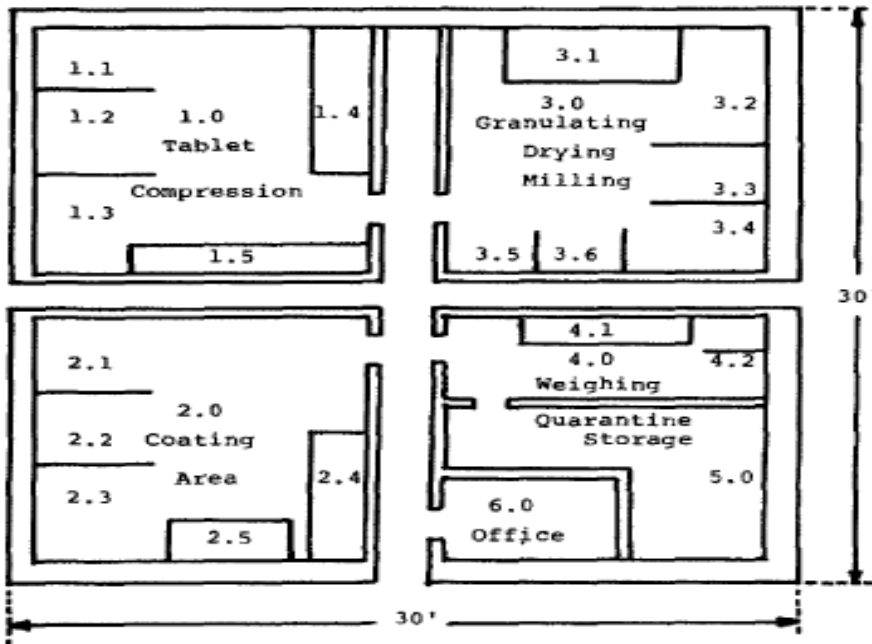 1.1
1.2
1.0
Tablet
Compression
1.3
1.4
1.5
3.1
3.0
Granulating
Drying
Milling
3.2
3.3
3.4
3.5
3.6
30'
2.1
2.0
Coating
Area
2.2
2.3
2.4
2.5
4.1
4.0
Weighing
4.2
Quarantine
Storage
5.0
6.0
Office
30'